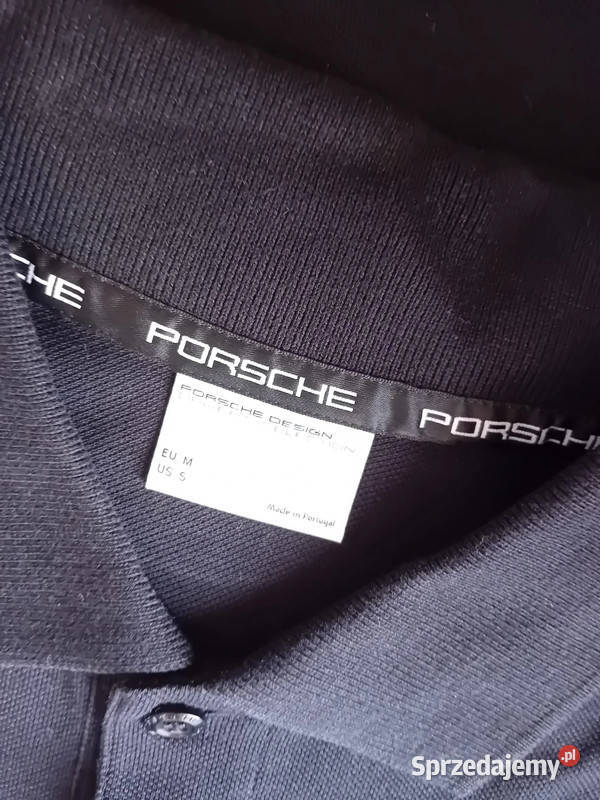 CHE
PORSCHE
PORSCHE
PORSCHE DESIGN
EU M
US S
Made in Portugal
Sprzedajemy.pl